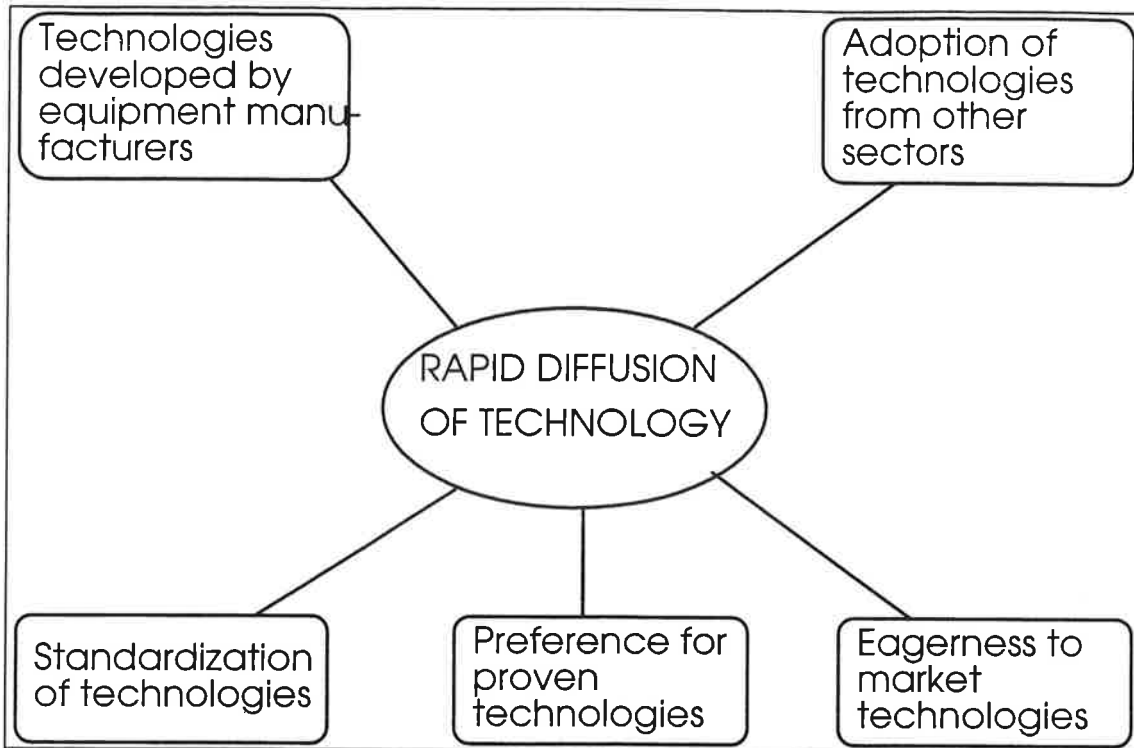 Technologies
developed by
equipment manu-
facturers
Adoption of
technologies
from other
sectors
RAPID DIFFUSION
OF TECHNOLOGY
Standardization
of technologies
Preference for
proven
technologies
Eagerness to
market
technologies